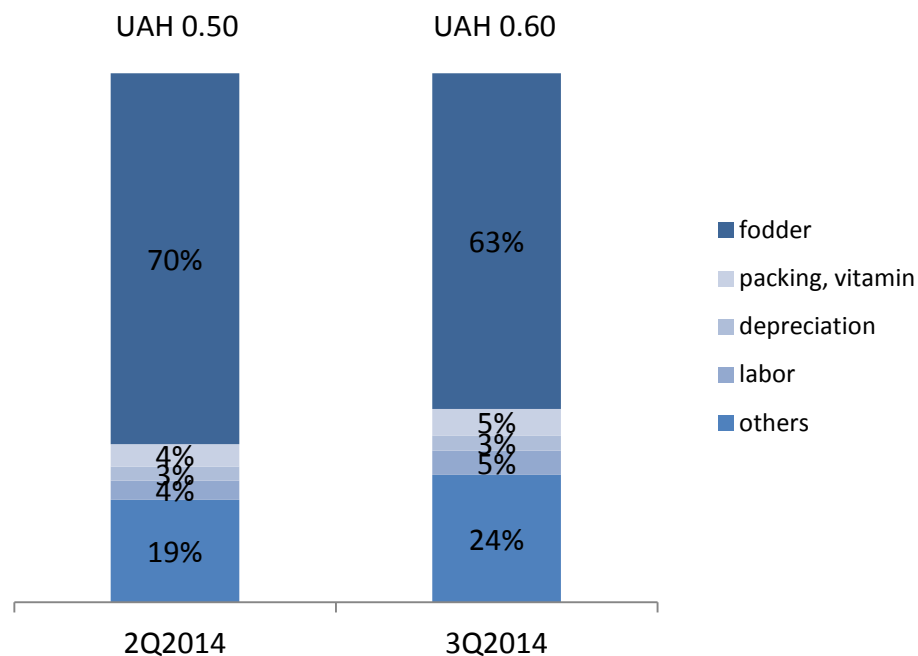 UAH 0.50
UAH 0.60
70%
4%
3%
4%
19%
63%
5%
3%
5%
24%
2Q2014
3Q2014
fodder
packing, vitamin
depreciation
labor
others